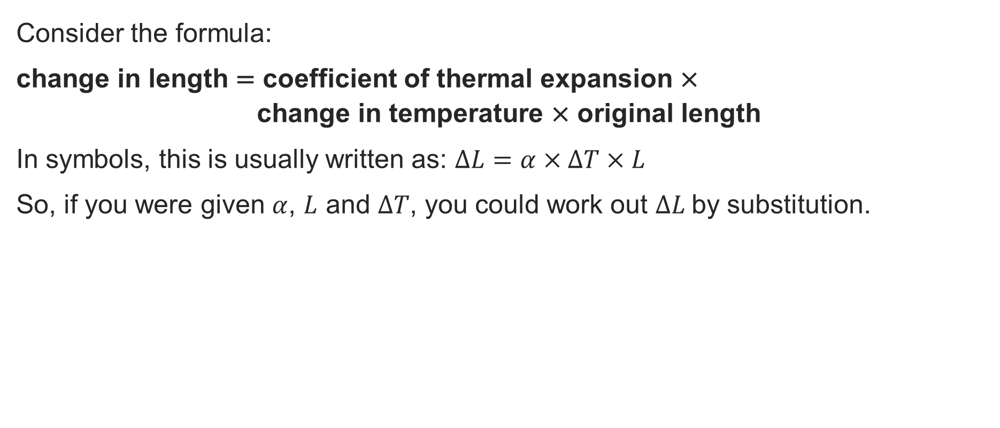 Consider the formula:
change in length = coefficient of thermal expansion ×
change in temperature × original length
In symbols, this is usually written as: Δ𝐿 = 𝛼 × Δ𝑇 × 𝐿
So, if you were given 𝛼, 𝐿 and Δ𝑇, you could work out Δ𝐿 by substitution.